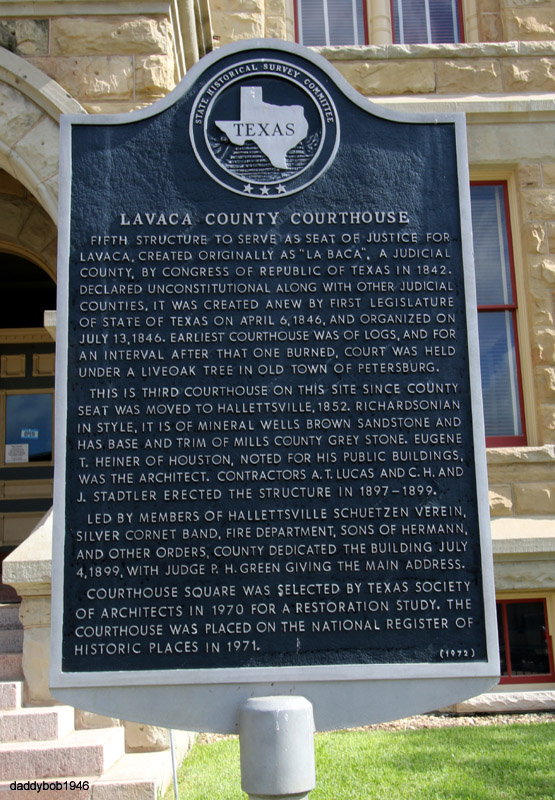 STATE HISTORICAL SURVEY COMMITTEE
TEXAS
LAVACA COUNTY COURTHOUSE
FIFTH STRUCTURE TO SERVE AS SEAT OF JUSTICE FOR
LAVACA, CREATED ORIGINALLY AS "LA BACA", A JUDICIAL
COUNTY, BY CONGRESS OF REPUBLIC OF TEXAS IN 1842.
DECLARED UNCONSTITUTIONAL ALONG WITH OTHER JUDICIAL
COUNTIES, IT WAS CREATED ANEW BY FIRST LEGISLATURE
OF STATE OF TEXAS ON APRIL 6, 1846, AND ORGANIZED ON
JULY 13, 1846. EARLIEST COURTHOUSE WAS OF LOGS, AND FOR
AN INTERVAL AFTER THAT ONE BURNED, COURT WAS HELD
UNDER A LIVEOAK TREE IN OLD TOWN OF PETERSBURG.
THIS IS THIRD COURTHOUSE ON THIS SITE SINCE COUNTY
SEAT WAS MOVED TO HALLETTSVILLE, 1852. RICHARDSONIAN
IN STYLE, IT IS OF MINERAL WELLS BROWN SANDSTONE AND
HAS BASE AND TRIM OF MILLS COUNTY GREY STONE. EUGENE
T. HEINER OF HOUSTON, NOTED FOR HIS PUBLIC BUILDINGS,
WAS THE ARCHITECT. CONTRACTORS A.T. LUCAS AND C.H. AND
J. STADTLER ERECTED THE STRUCTURE IN 1897-1899.
LED BY MEMBERS OF HALLETTSVILLE SCHUETZEN VEREIN,
SILVER CORNET BAND, FIRE DEPARTMENT, SONS OF HERMANN,
AND OTHER ORDERS, COUNTY DEDICATED THE BUILDING JULY
4, 1899, WITH JUDGE P. H. GREEN GIVING THE MAIN ADDRESS.
COURTHOUSE SQUARE WAS SELECTED BY TEXAS SOCIETY
OF ARCHITECTS IN 1970 FOR A RESTORATION STUDY. THE
COURTHOUSE WAS PLACED ON THE NATIONAL REGISTER OF
HISTORIC PLACES IN 1971.
(1972)
daddybob1946